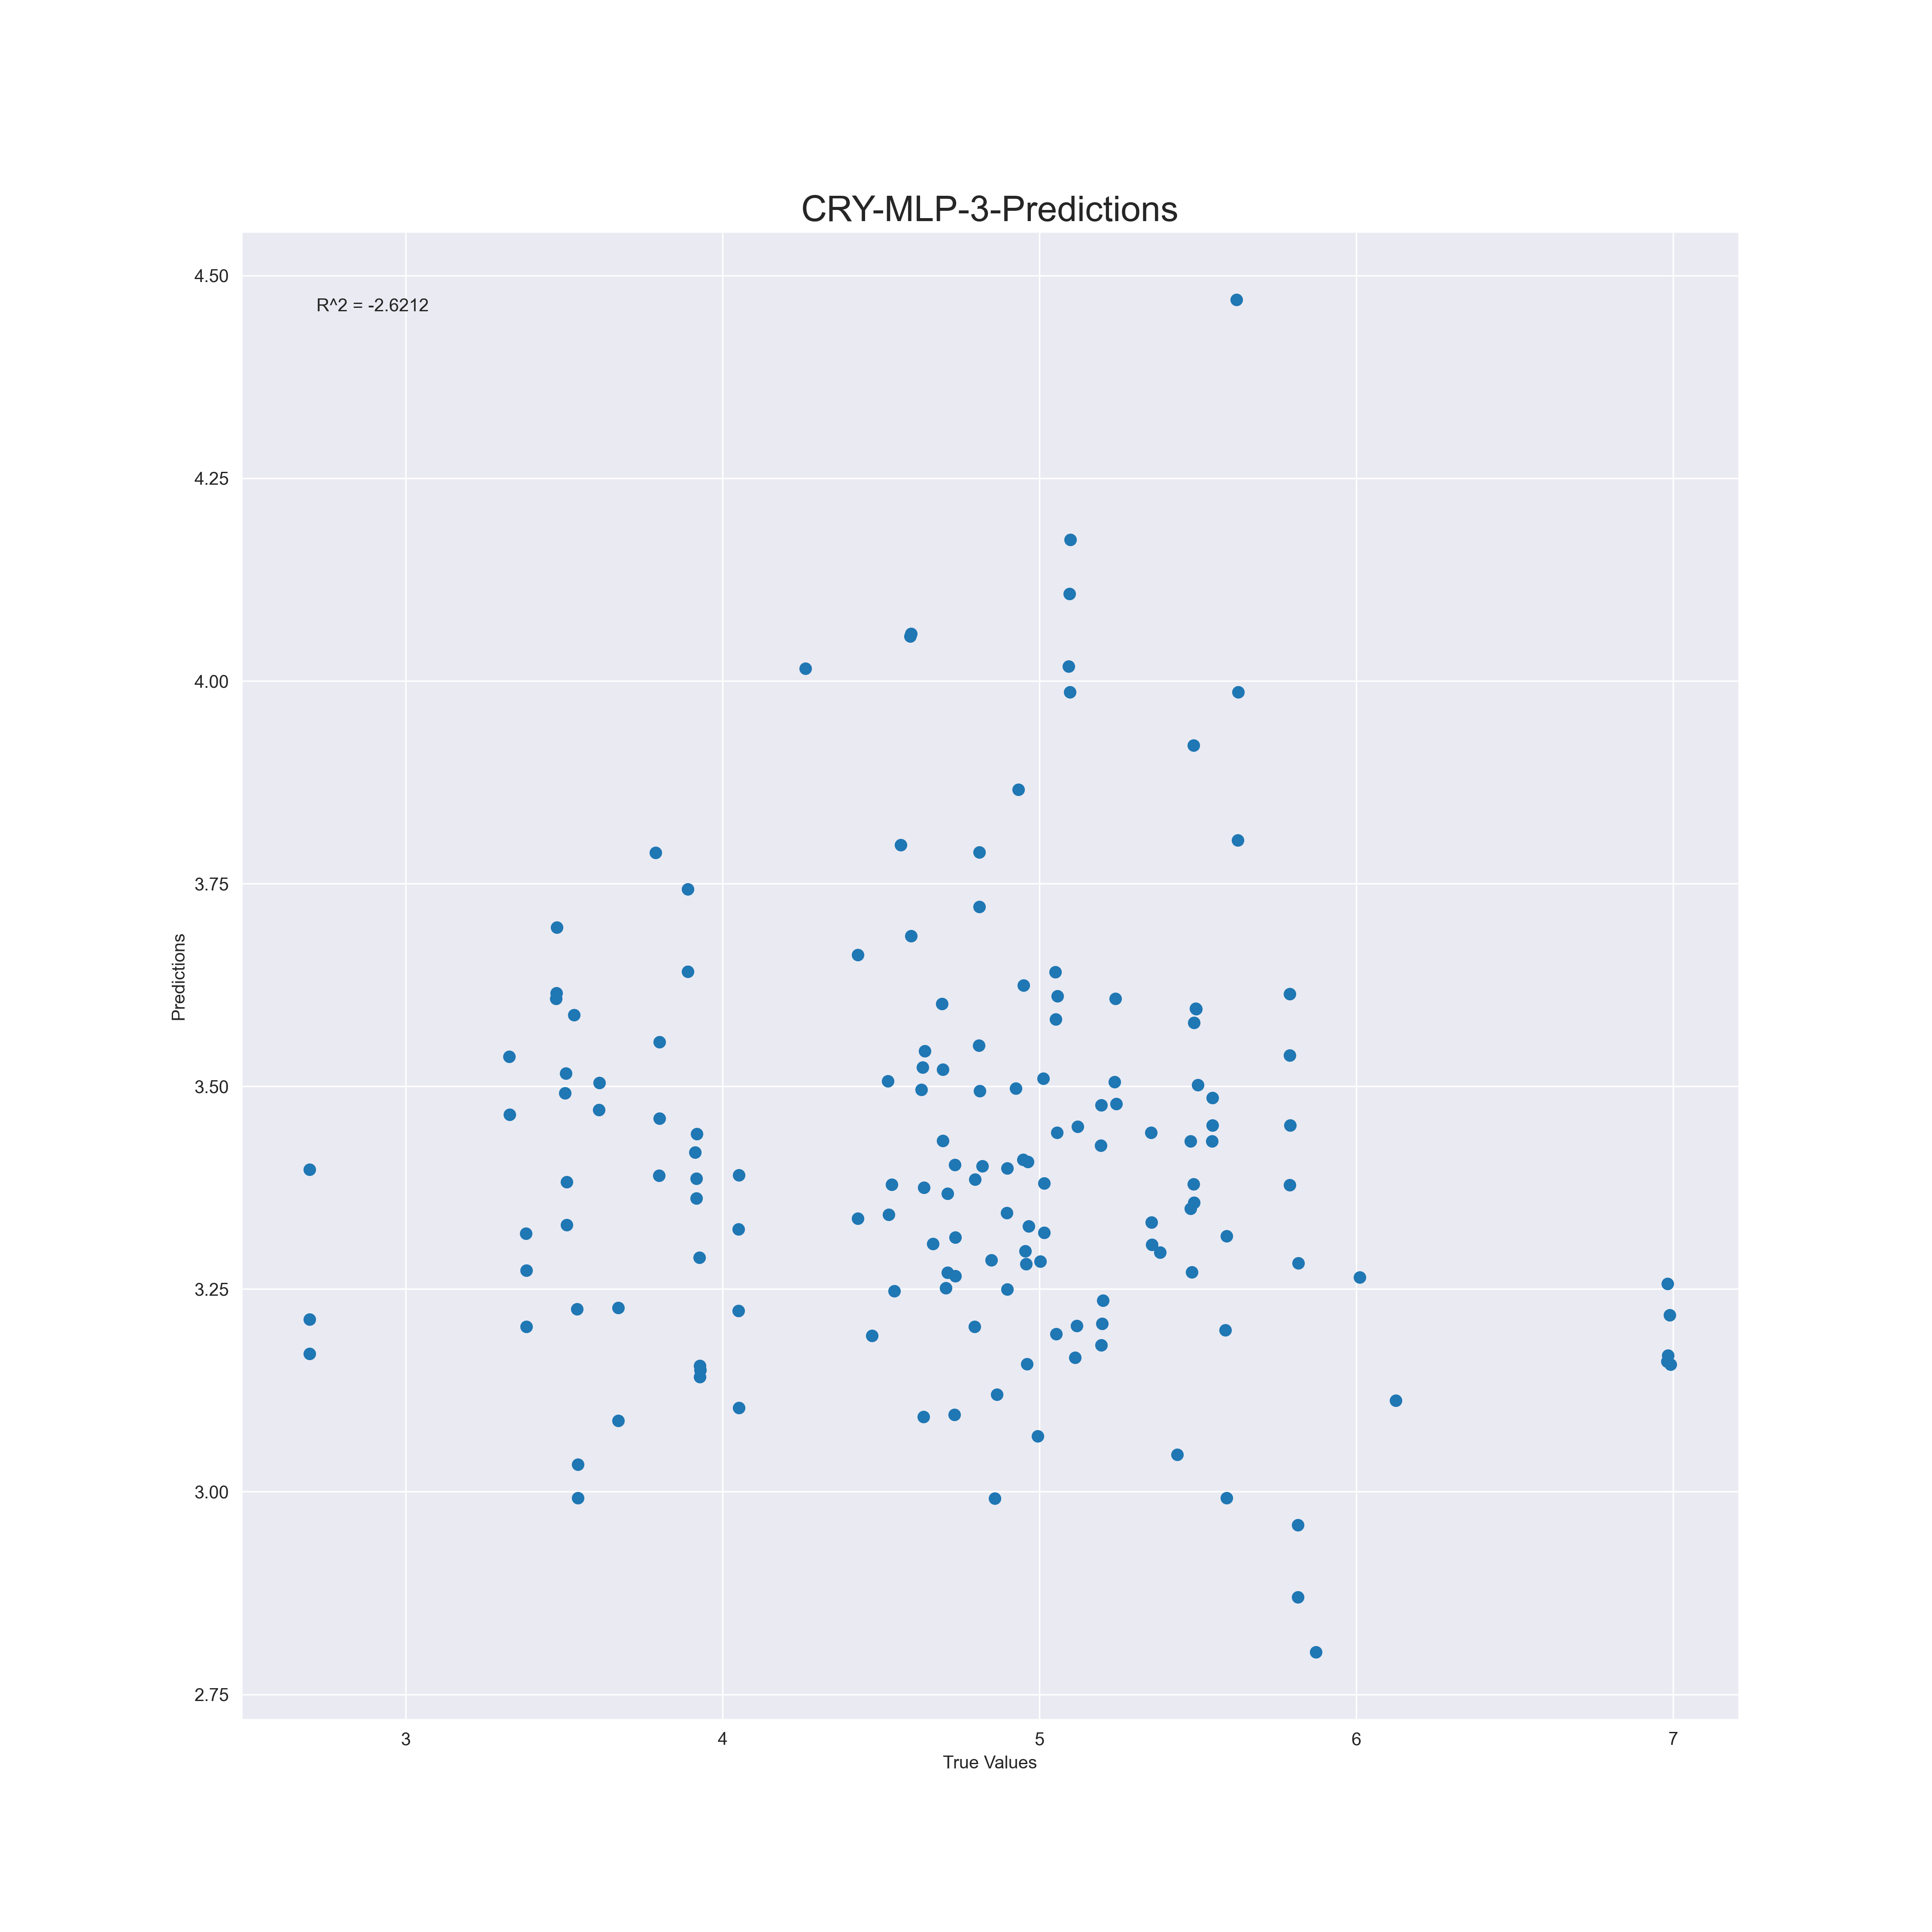 CRY-MLP-3-Predictions
4.50
R^2 = -2.6212
4.25
4.00
3.75
Predictions
3.50
3.25
3.00
2.75
3 4 5 6 7
True Values